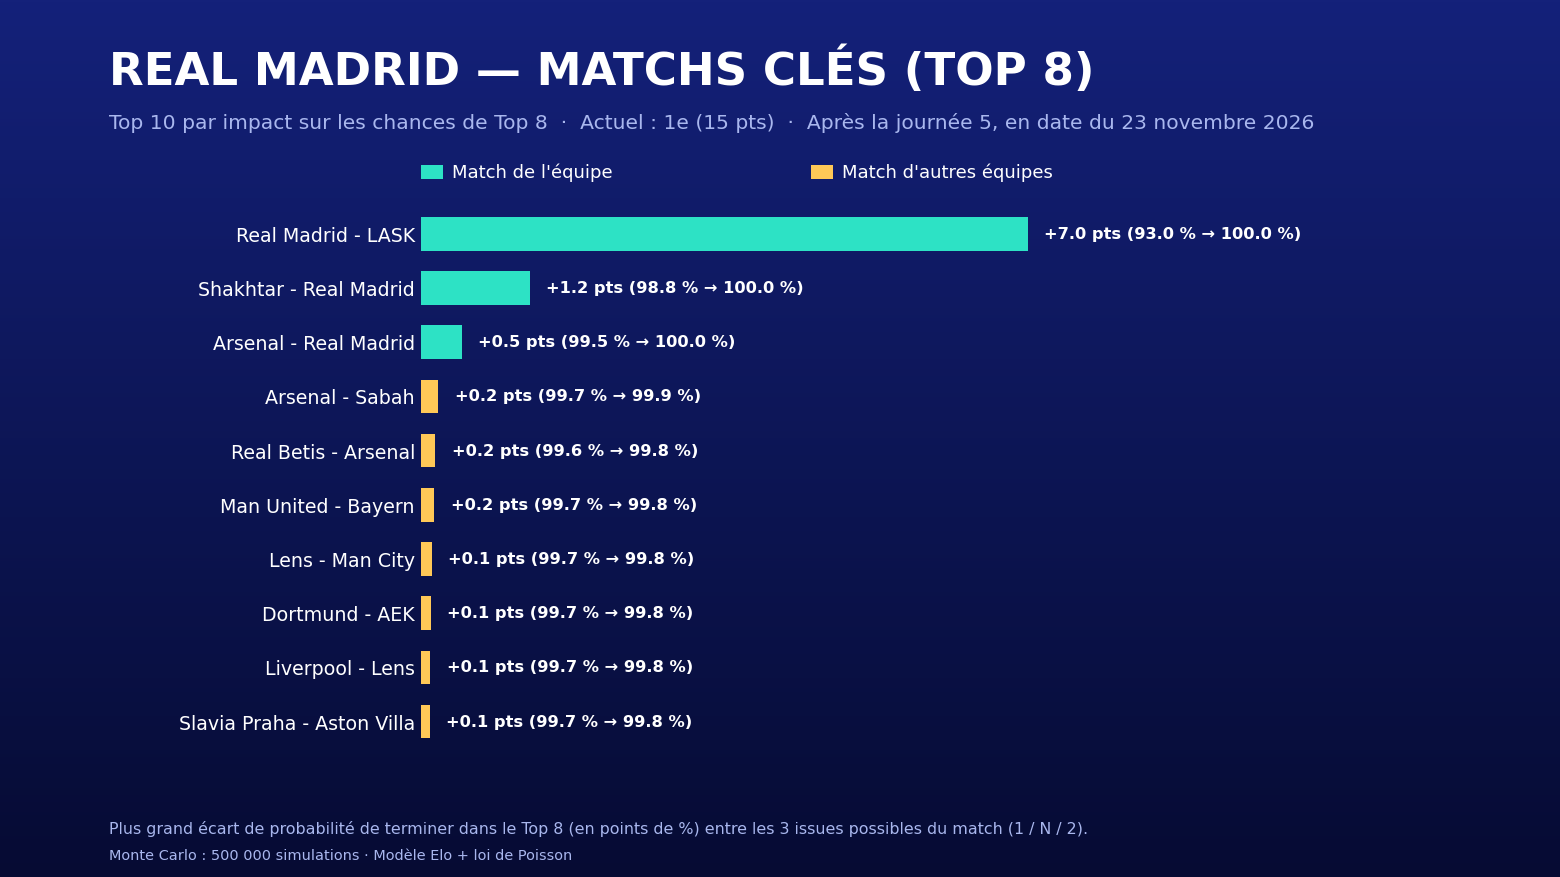 REAL MADRID — MATCHS CLÉS (TOP 8)
Top 10 par impact sur les chances de Top 8 · Actuel : 1e (15 pts) · Après la journée 5, en date du 23 novembre 2026
Match de l'équipe Match d'autres équipes
Real Madrid - LASK +7.0 pts (93.0 % → 100.0 %)
Shakhtar - Real Madrid +1.2 pts (98.8 % → 100.0 %)
Arsenal - Real Madrid +0.5 pts (99.5 % → 100.0 %)
Arsenal - Sabah +0.2 pts (99.7 % → 99.9 %)
Real Betis - Arsenal +0.2 pts (99.6 % → 99.8 %)
Man United - Bayern +0.2 pts (99.7 % → 99.8 %)
Lens - Man City +0.1 pts (99.7 % → 99.8 %)
Dortmund - AEK +0.1 pts (99.7 % → 99.8 %)
Liverpool - Lens +0.1 pts (99.7 % → 99.8 %)
Slavia Praha - Aston Villa +0.1 pts (99.7 % → 99.8 %)
Plus grand écart de probabilité de terminer dans le Top 8 (en points de %) entre les 3 issues possibles du match (1 / N / 2).
Monte Carlo : 500 000 simulations · Modèle Elo + loi de Poisson